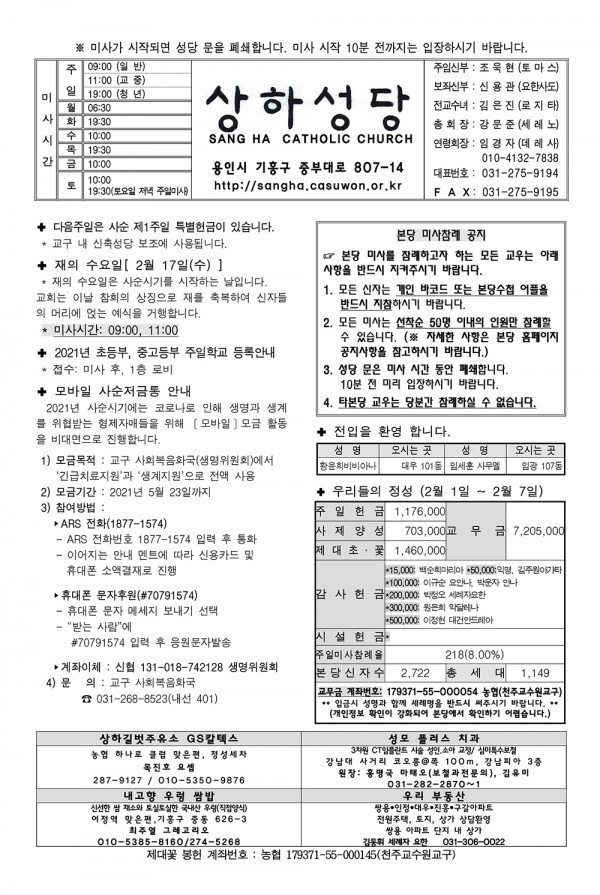 ※ 미사가 시작되면 성당 문을 폐쇄합니다. 미사 시작 10분 전까지는 입장하시기 바랍니다.
미사시간
주일
09:00 (일 반)
11:00 (교 중)
19:00 (청 년)
월 06:30
화 19:30
수 10:00
목 19:30
금 10:00
토 10:00
19:30(토요일 저녁 주일미사)
상하성당
SANG HA CATHOLIC CHURCH
용인시 기흥구 중부대로 807-14
http://sangha.casuwon.or.kr
주임신부 : 조 욱 현 (토 마 스)
보좌신부 : 신 용 관 (요한사도)
전교수녀 : 김 은 진 (로 지 타)
총 회 장 : 강 문 준 (세 레 노)
연령회장 : 임 경 자 (데 레 사)
010-4132-7838
대표번호 : 031-275-9194
F A X : 031-275-9195
✚ 다음주일은 사순 제1주일 특별헌금이 있습니다.
* 교구 내 신축성당 보조에 사용됩니다.
✚ 재의 수요일[ 2월 17일(수) ]
* 재의 수요일은 사순시기를 시작하는 날입니다.
교회는 이날 참회의 상징으로 재를 축복하여 신자들
의 머리에 얹는 예식을 거행합니다.
* 미사시간: 09:00, 11:00
✚ 2021년 초등부, 중고등부 주일학교 등록안내
* 접수: 미사 후, 1층 로비
✚ 모바일 사순저금통 안내
2021년 사순시기에는 코로나로 인해 생명과 생계
를 위협받는 형제자매들을 위해 [모바일] 모금 활동
을 비대면으로 진행합니다.
1) 모금목적 : 교구 사회복음화국(생명위원회)에서
'긴급치료지원'과 '생계지원'으로 전액 사용
2) 모금기간 : 2021년 5월 23일까지
3) 참여방법 :
▶ARS 전화(1877-1574)
- ARS 전화번호 1877-1574 입력 후 통화
- 이어지는 안내 멘트에 따라 신용카드 및
휴대폰 소액결재로 진행
▶휴대폰 문자후원(#70791574)
- 휴대폰 문자 메세지 보내기 선택
- "받는 사람"에
#70791574 입력 후 응원문자발송
▶계좌이체 : 신협 131-018-742128 생명위원회
4) 문 의 : 교구 사회복음화국
☎ 031-268-8523(내선 401)
본당 미사참례 공지
☞ 본당 미사를 참례하고자 하는 모든 교우는 아래
사항을 반드시 지켜주시기 바랍니다.
1. 모든 신자는 개인 바코드 또는 본당수첩 어플을
반드시 지참하시기 바랍니다.
2. 모든 미사는 선착순 50명 이내의 인원만 참례할
수 있습니다. (※ 자세한 사항은 본당 홈페이지
공지사항을 참고하시기 바랍니다.)
3. 성당 문은 미사 시간 동안 폐쇄합니다.
10분 전 미리 입장하시기 바랍니다.
4. 타본당 교우는 당분간 참례하실 수 없습니다.
✚ 전입을 환영 합니다.
성 명 오시는 곳 성 명 오시는 곳
황윤희비비아나 대우 101동 임세훈 사무엘 임광 107동
✚ 우리들의 정성 (2월 1일 ~ 2월 7일)
주 일 헌 금 1,176,000
사 제 양 성 703,000 교 무 금 7,205,000
제 대 초 · 꽃 1,460,000
감 사 헌 금
*15,000: 백순희마리아 *50,000:익명, 김주원아가타
*100,000: 이규순 요안나, 박운자 안나
*200,000: 박정오 세례자요한
*300,000: 원은희 막달레나
*500,000: 이정현 대건안드레아
시 설 헌 금 *
주일미사참례율 218(8.00%)
본 당 신 자 수 2,722 총 세 대 1,149
교무금 계좌번호: 179371-55-000054 농협(천주교수원교구)
** 입금시 성명과 함께 세례명을 반드시 써주시기 바랍니다. **
(개인정보 확인이 강화되어 본당에서 확인하기 어렵습니다.)
상하길벗주유소 GS칼텍스
농협 하나로 클럽 맞은편, 정성세차
목진호 요셉
287-9127 / 010-5350-9876
성모 플러스 치과
3차원 CT임플란트 시술 성인,소아 교정/ 심미특수보철
강남대 사거리 코오롱@쪽 100m, 강남피아 3층
원장: 홍명국 마태오(보철과전문의), 김유미
031-282-2870~1
내고향 우렁 쌈밥
신선한 쌈 채소와 토실토실한 국내산 우렁(직접양식)
어정역 맞은편,기흥구 중동 626-3
최주열 그레고리오
010-5385-8160/274-5268
우리 부동산
쌍용•인정•대우•진흥•구갈아파트
전원주택, 토지, 상가 상담환영
쌍용 아파트 단지 내 상가
길동휘 세례자 요한 031-306-0022
제대꽃 봉헌 계좌번호 : 농협 179371-55-000145(천주교수원교구)